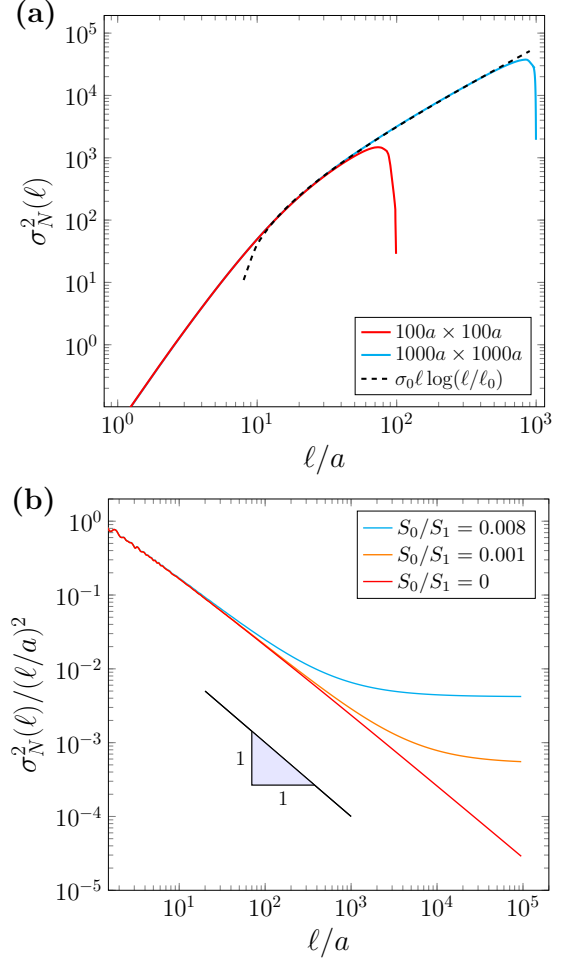 (a)
10^5
10^4
10^3
10^2
10^1
10^0
σ_N^2(ℓ)
100a × 100a
1000a × 1000a
σ_0ℓ log(ℓ/ℓ_0)
10^0 10^1 10^2 10^3
ℓ/a
(b)
10^0
10^-1
10^-2
10^-3
10^-4
10^-5
σ_N^2(ℓ)/(ℓ/a)^2
S_0/S_1 = 0.008
S_0/S_1 = 0.001
S_0/S_1 = 0
1
1
10^1 10^2 10^3 10^4 10^5
ℓ/a